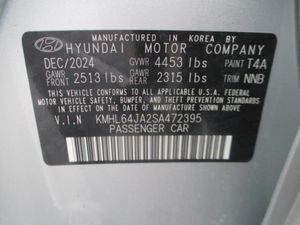 MANUFACTURED IN KOREA BY
HYUNDAI MOTOR COMPANY
DEC/2024 GVWR 4453 lbs PAINT T4A
FRONT 2513 lbs REAR 2315 lbs TRIM NNB
THIS VEHICLE CONFORMS TO ALL APPLICABLE
U.S. FEDERAL MOTOR VEHICLE SAFETY, BUMPER,
AND THEFT PREVENTION STANDARDS IN EFFECT ON
THE DATE OF MANUFACTURE SHOWN ABOVE.
V.I.N KMHL64JA2SA472395
PASSENGER CAR